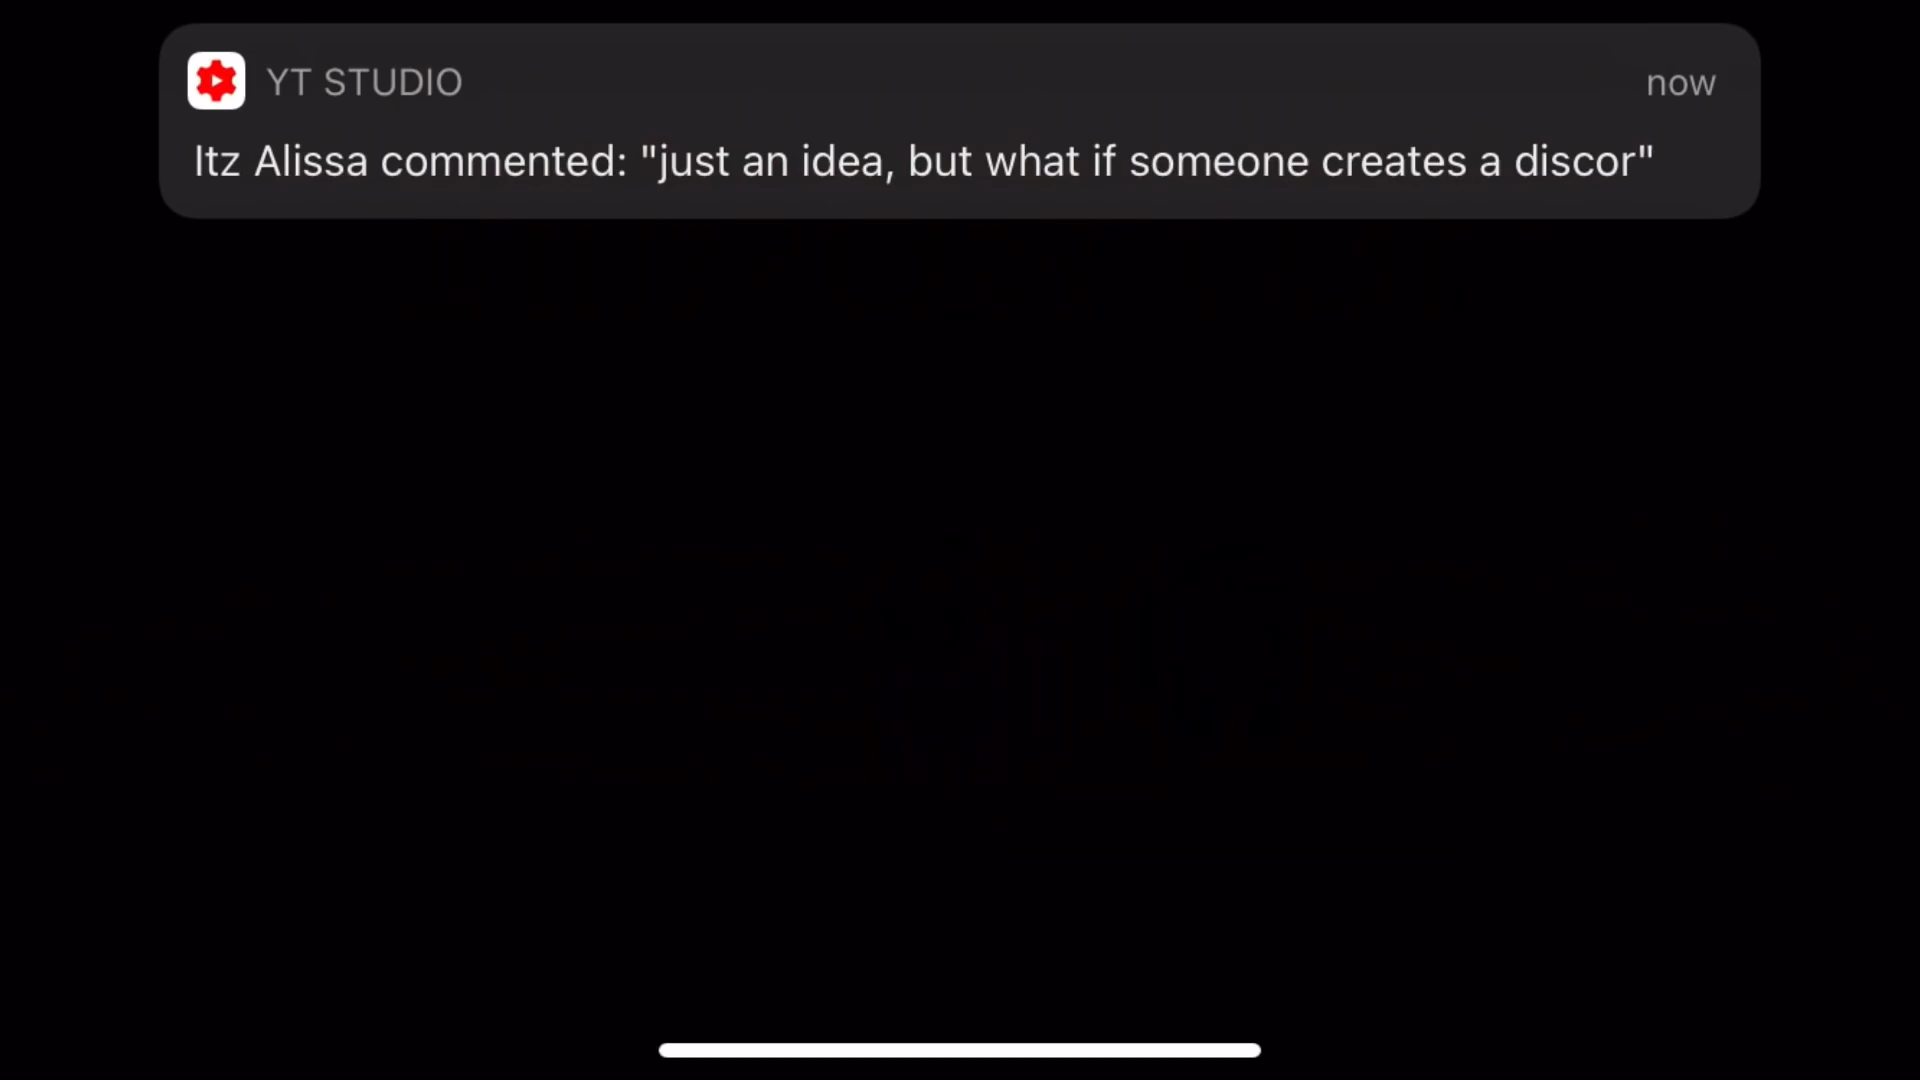 YT STUDIO
now
Itz Alissa commented: "just an idea, but what if someone creates a discor"